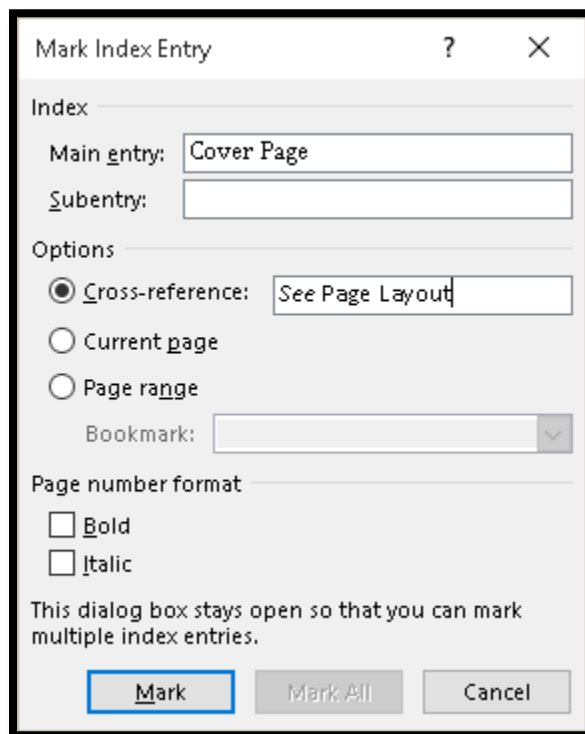 Mark Index Entry ?
Index
Main entry: Cover Page
Subentry:
Options
Cross-reference: See Page Layout
Current page
Page range
Bookmark:
Page number format
Bold
Italic
This dialog box stays open so that you can mark
multiple index entries.
Mark Mark All Cancel